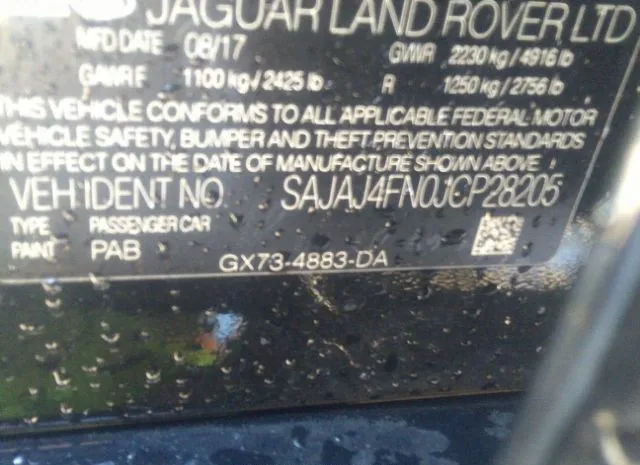 JAGUAR LAND ROVER LTD
MFD DATE 08/17 GVWR 2230 kg / 4916 lb
GAWR F 1100 kg / 2425 lb R 1250 kg / 2756 lb
THIS VEHICLE CONFORMS TO ALL APPLICABLE FEDERAL MOTOR
VEHICLE SAFETY, BUMPER AND THEFT PREVENTION STANDARDS
IN EFFECT ON THE DATE OF MANUFACTURE SHOWN ABOVE
VEH IDENT NO. SAJAJ4FN0JCP28205
TYPE PASSENGER CAR
PAINT PAB
GX73-4883-DA